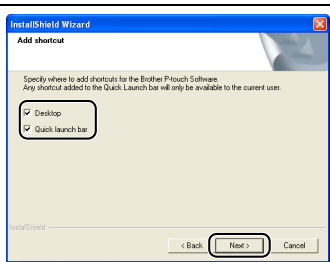 InstallShield Wizard
Add shortcut
Specify where to add shortcuts for the Brother P-touch Software.
Any shortcut added to the Quick Launch bar will only be available to the current user.
Desktop
Quick launch bar
InstallShield
< Back Next > Cancel